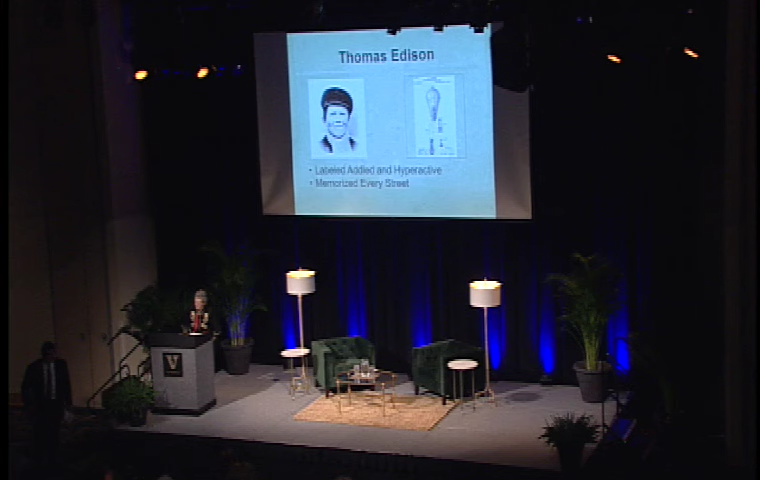 Thomas Edison
• Labeled Addled and Hyperactive
• Memorized Every Street
V